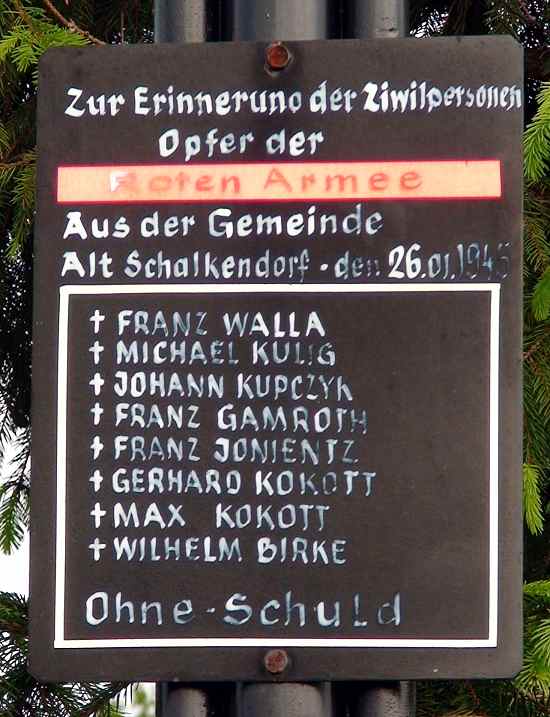 Zur Erinnerung der Ziwilpersonen
Opfer der
Roten Armee
Aus der Gemeinde
Alt Schalkendorf - den 26.01.1945
† FRANZ WALLA
† MICHAEL KULIG
† JOHANN KUPCZYK
† FRANZ GAMROTH
† FRANZ JONIENTZ
† GERHARD KOKOTT
† MAX KOKOTT
† WILHELM BIRKE
Ohne - Schuld